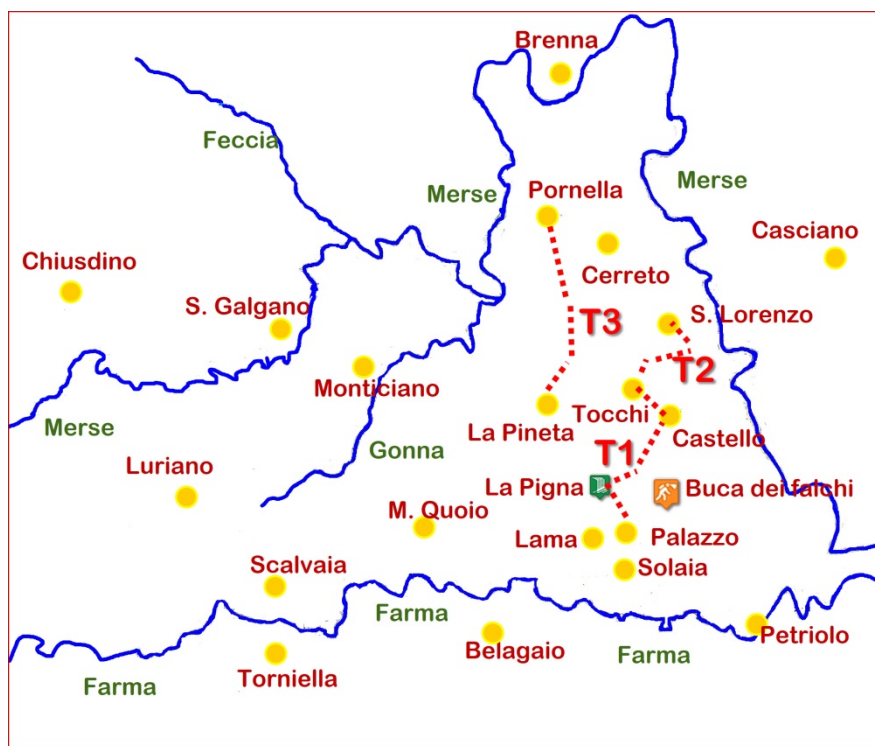 Brenna
Feccia
Merse
Pornella
Merse
Casciano
Chiusdino
Cerreto
S. Galgano
T3
S. Lorenzo
Monticiano
T2
Merse
La Pineta
Tocchi
Castello
Gonna
T1
Luriano
La Pigna
Buca dei falchi
M. Quoio
Lama
Palazzo
Scalvaia
Solaia
Farma
Petriolo
Belagaio
Farma
Farma
Torniella